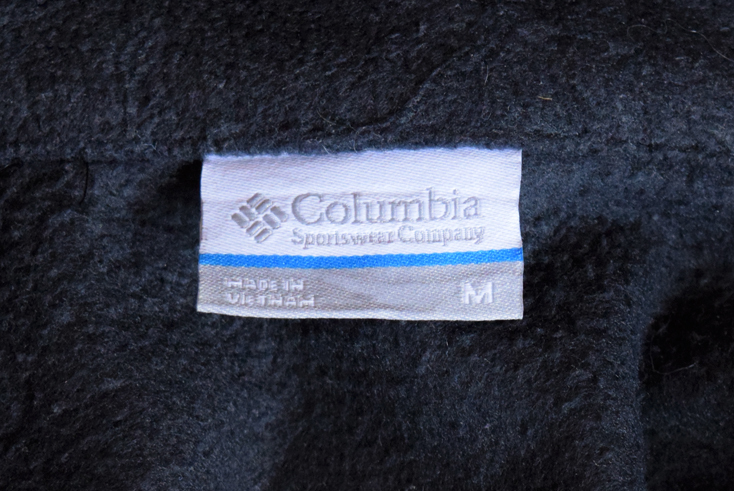 Columbia
Sportswear Company
MADE IN
VIETNAM
M